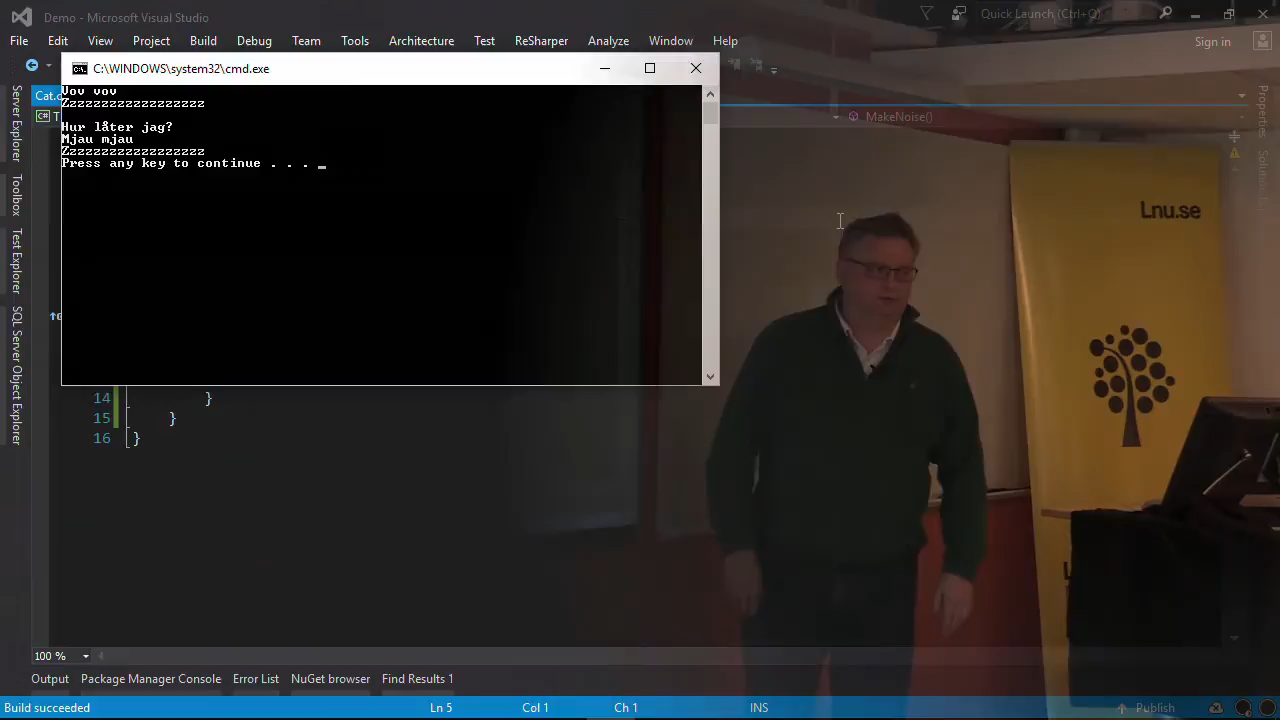 Demo - Microsoft Visual Studio
Quick Launch (Ctrl+Q)
File Edit View Project Build Debug Team Tools Architecture Test ReSharper Analyze Window Help
Sign in
C:\WINDOWS\system32\cmd.exe
Vov vov
Zzzzzzzzzzzzzzzzzz
Hur låter jag?
Mjau mjau
Zzzzzzzzzzzzzzzzzz
Press any key to continue . . .
MakeNoise()
Server Explorer
Toolbox
Test Explorer
SQL Server Object Explorer
Properties
Lnu.se
14 }
15 }
16 }
100 %
Output Package Manager Console Error List NuGet browser Find Results 1
Build succeeded Ln 5 Col 1 Ch 1 INS Publish